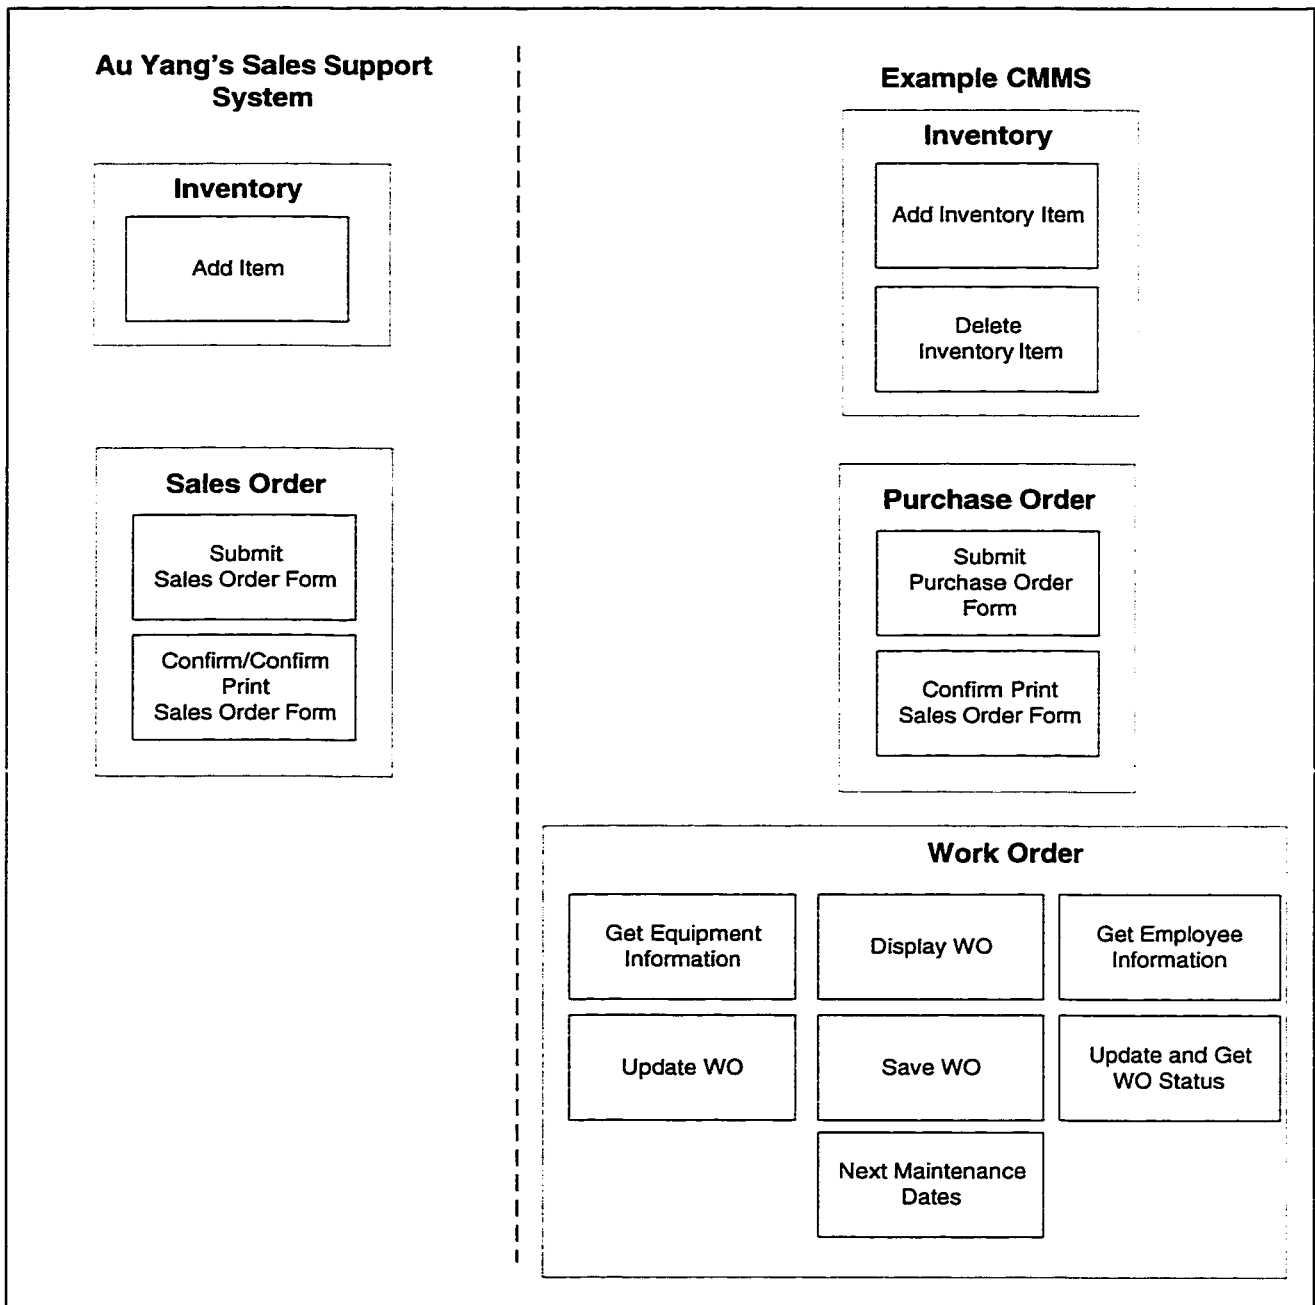 Au Yang's Sales Support
System
Inventory
Add Item
Sales Order
Submit
Sales Order Form
Confirm/Confirm
Print
Sales Order Form
Example CMMS
Inventory
Add Inventory Item
Delete
Inventory Item
Purchase Order
Submit
Purchase Order
Form
Confirm Print
Sales Order Form
Work Order
Get Equipment
Information
Display WO
Get Employee
Information
Update WO
Save WO
Update and Get
WO Status
Next Maintenance
Dates